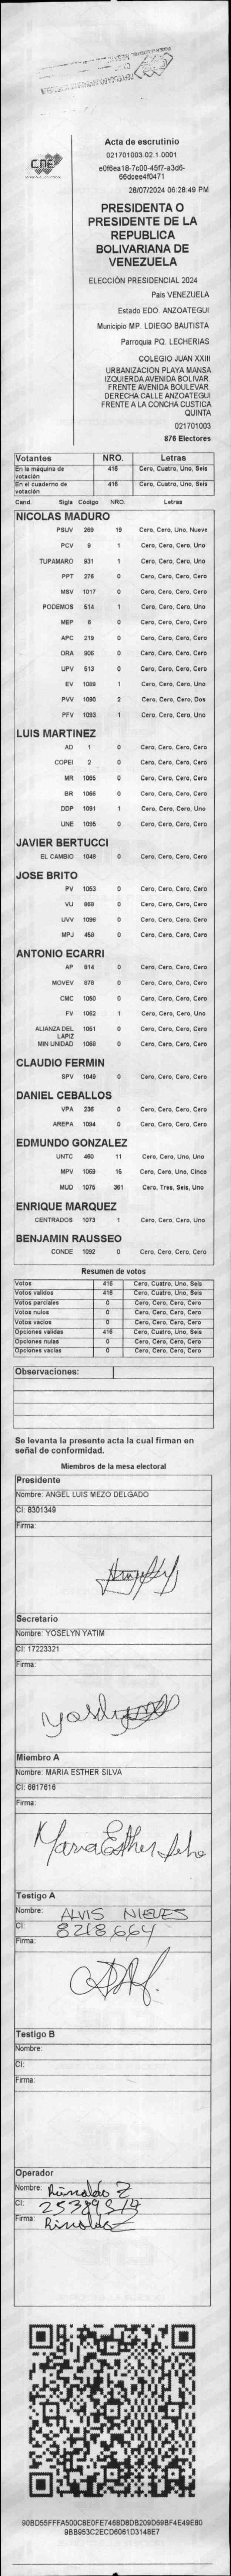 CNE
Acta de escrutinio
021701003.02.1.0001
e0f6ea18-7c00-45f7-a3d6-
66dcee4f0471
28/07/2024 06:28:49 PM
PRESIDENTA O
PRESIDENTE DE LA
REPUBLICA
BOLIVARIANA DE
VENEZUELA
ELECCIÓN PRESIDENCIAL 2024
Pais VENEZUELA
Estado EDO. ANZOATEGUI
Municipio MP. LDIEGO BAUTISTA
Parroquia PQ. LECHERIAS
COLEGIO JUAN XXIII
URBANIZACIÓN PLAYA MANSA
IZQUIERDA AVENIDA BOLIVAR.
FRENTE AVENIDA BOULEVAR.
DERECHA CALLE ANZOATEGUI
FRENTE A LA CONCHA CUSTICA
QUINTA
021701003
876 Electores
Votantes NRO. Letras
En la máquina de votación 416 Cero, Cuatro, Uno, Seis
En el cuaderno de votación 416 Cero, Cuatro, Uno, Seis
Cand. Sigla Código NRO. Letras
NICOLAS MADURO
PSUV 269 19 Cero, Cero, Uno, Nueve
PCV 9 1 Cero, Cero, Cero, Uno
TUPAMARO 931 1 Cero, Cero, Cero, Uno
PPT 276 0 Cero, Cero, Cero, Cero
MSV 1017 0 Cero, Cero, Cero, Cero
PODEMOS 514 1 Cero, Cero, Cero, Uno
MEP 6 0 Cero, Cero, Cero, Cero
APC 219 0 Cero, Cero, Cero, Cero
ORA 906 0 Cero, Cero, Cero, Cero
UPV 513 0 Cero, Cero, Cero, Cero
EV 1089 1 Cero, Cero, Cero, Uno
PVV 1090 2 Cero, Cero, Cero, Dos
PFV 1093 1 Cero, Cero, Cero, Uno
LUIS MARTINEZ
AD 1 0 Cero, Cero, Cero, Cero
COPEI 2 0 Cero, Cero, Cero, Cero
MR 1065 0 Cero, Cero, Cero, Cero
BR 1066 0 Cero, Cero, Cero, Cero
DDP 1091 1 Cero, Cero, Cero, Uno
UNE 1095 0 Cero, Cero, Cero, Cero
JAVIER BERTUCCI
EL CAMBIO 1048 0 Cero, Cero, Cero, Cero
JOSE BRITO
PV 1053 0 Cero, Cero, Cero, Cero
VU 868 0 Cero, Cero, Cero, Cero
UVV 1096 0 Cero, Cero, Cero, Cero
MPJ 459 0 Cero, Cero, Cero, Cero
ANTONIO ECARRI
AP 814 0 Cero, Cero, Cero, Cero
MOVEV 878 0 Cero, Cero, Cero, Cero
CMC 1050 0 Cero, Cero, Cero, Cero
FV 1062 1 Cero, Cero, Cero, Uno
ALIANZA DEL LAPIZ 1051 0 Cero, Cero, Cero, Cero
MIN UNIDAD 1068 0 Cero, Cero, Cero, Cero
CLAUDIO FERMIN
SPV 1049 0 Cero, Cero, Cero, Cero
DANIEL CEBALLOS
VPA 236 0 Cero, Cero, Cero, Cero
AREPA 1094 0 Cero, Cero, Cero, Cero
EDMUNDO GONZALEZ
UNTC 460 11 Cero, Cero, Uno, Uno
MPV 1069 15 Cero, Cero, Uno, Cinco
MUD 1075 361 Cero, Tres, Seis, Uno
ENRIQUE MARQUEZ
CENTRADOS 1073 1 Cero, Cero, Cero, Uno
BENJAMIN RAUSSEO
CONDE 1092 0 Cero, Cero, Cero, Cero
Resumen de votos
Votos 416 Cero, Cuatro, Uno, Seis
Votos validos 416 Cero, Cuatro, Uno, Seis
Votos parciales 0 Cero, Cero, Cero, Cero
Votos nulos 0 Cero, Cero, Cero, Cero
Votos vacios 0 Cero, Cero, Cero, Cero
Opciones validas 416 Cero, Cuatro, Uno, Seis
Opciones nulas 0 Cero, Cero, Cero, Cero
Opciones vacias 0 Cero, Cero, Cero, Cero
Observaciones:
Se levanta la presente acta la cual firman en
señal de conformidad.
Miembros de la mesa electoral
Presidente
Nombre: ANGEL LUIS MEZO DELGADO
CI: 8301349
Firma:
Secretario
Nombre: YOSELYN YATIM
CI: 17223321
Firma:
Miembro A
Nombre: MARIA ESTHER SILVA
CI: 6617616
Firma:
Maria Esther Silva
Testigo A
Nombre: ALVIS NIEVES
CI: 8218664
Firma:
Testigo B
Nombre:
CI:
Firma:
Operador
Nombre: Rinaldo Z
CI:
Firma: Rinaldo Z
90BD55FFFA500C8E0FE7468D8DB209D69BF4E49E80
9BB953C2ECD6061D3148E7